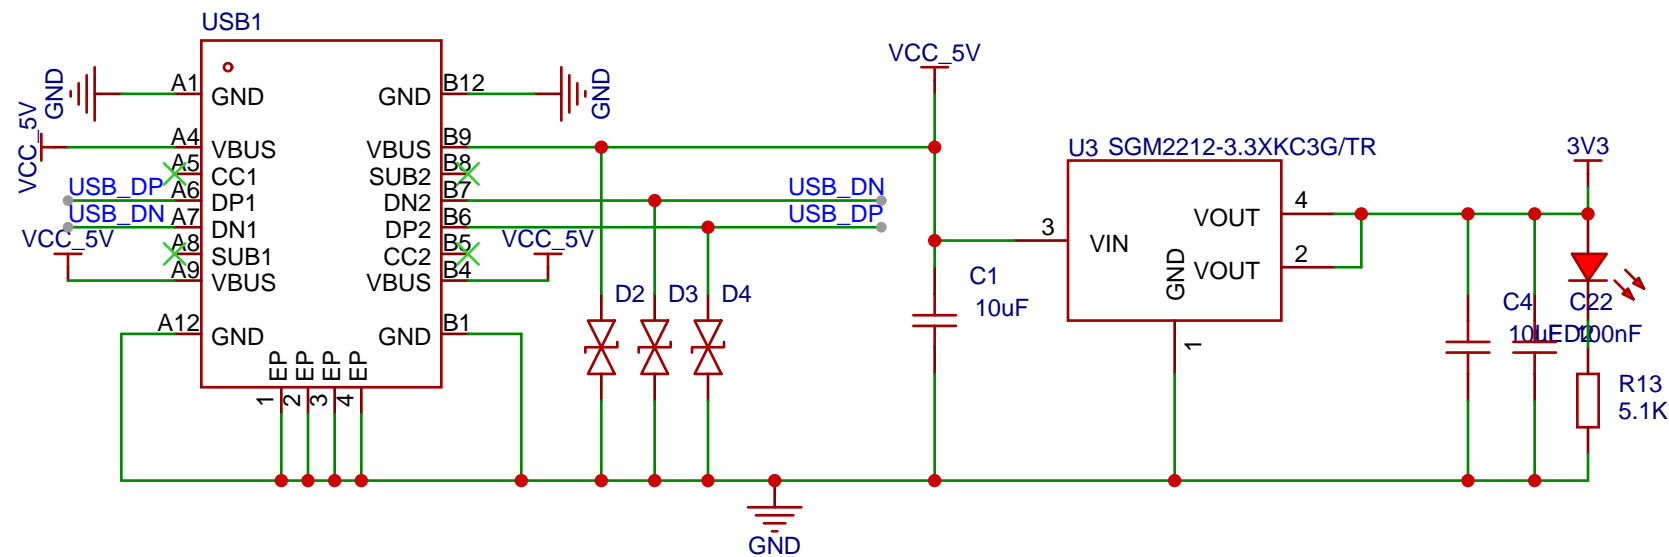 USB1
A1
GND
GND
VCC_5V
A4
VBUS
A5
CC1
USB_DP
A6
DP1
USB_DN
A7
DN1
VCC_5V
A8
SUB1
A9
VBUS
A12
GND
EP
EP
EP
EP
1
2
3
4
B12
GND
GND
B9
VBUS
B8
SUB2
B7
DN2
USB_DN
B6
DP2
USB_DP
B5
CC2
VCC_5V
B4
VBUS
B1
GND
D2
D3
D4
GND
VCC_5V
C1
10uF
U3
SGM2212-3.3XKC3G/TR
3
VIN
GND
1
VOUT
4
VOUT
2
3V3
C4
C22
LED2
100nF
R13
5.1K